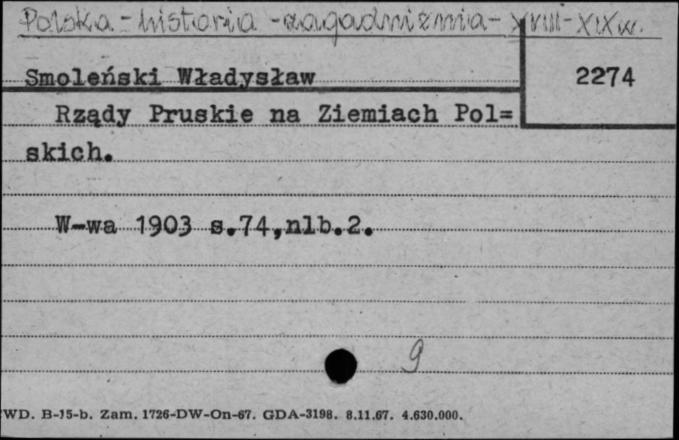 Polska - historia - zagadnienia - XVIII-XIX w.
Smoleński Władysław
2274
Rządy Pruskie na Ziemiach Pol=
skich.
W-wa 1903 s.74,nlb.2.
9
WD. B-15-b. Zam. 1726-DW-On-67. GDA-3198. 8.11.67. 4.630.000.